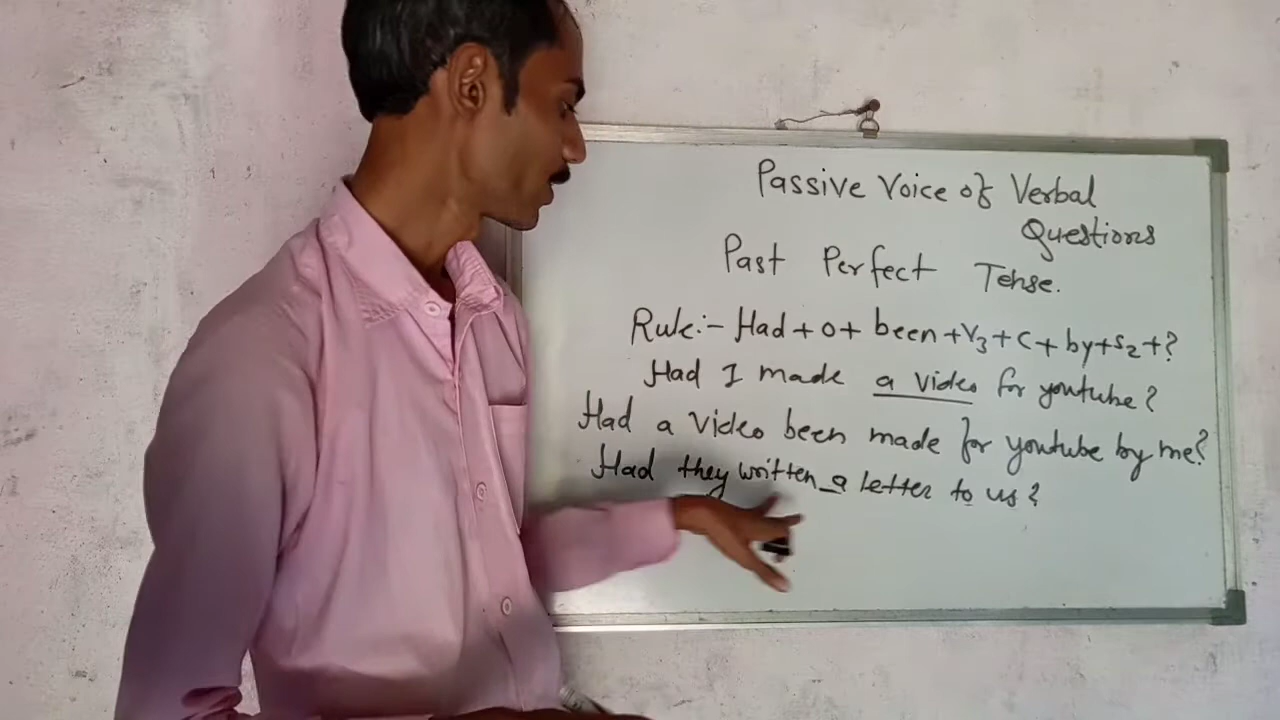 Passive Voice of Verbal
Questions
Past Perfect Tense.
Rule:- Had + o + been + V3 + c + by + S2 + ?
Had I made a video for youtube?
Had a video been made for youtube by me?
Had they written a letter to us?